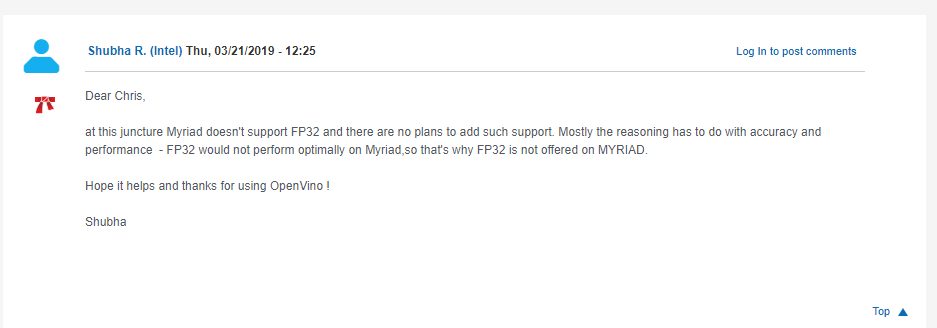 Shubha R. (Intel) Thu, 03/21/2019 - 12:25 Log In to post comments
Dear Chris,
at this juncture Myriad doesn't support FP32 and there are no plans to add such support. Mostly the reasoning has to do with accuracy and
performance  - FP32 would not perform optimally on Myriad,so that's why FP32 is not offered on MYRIAD.
Hope it helps and thanks for using OpenVino !
Shubha
Top